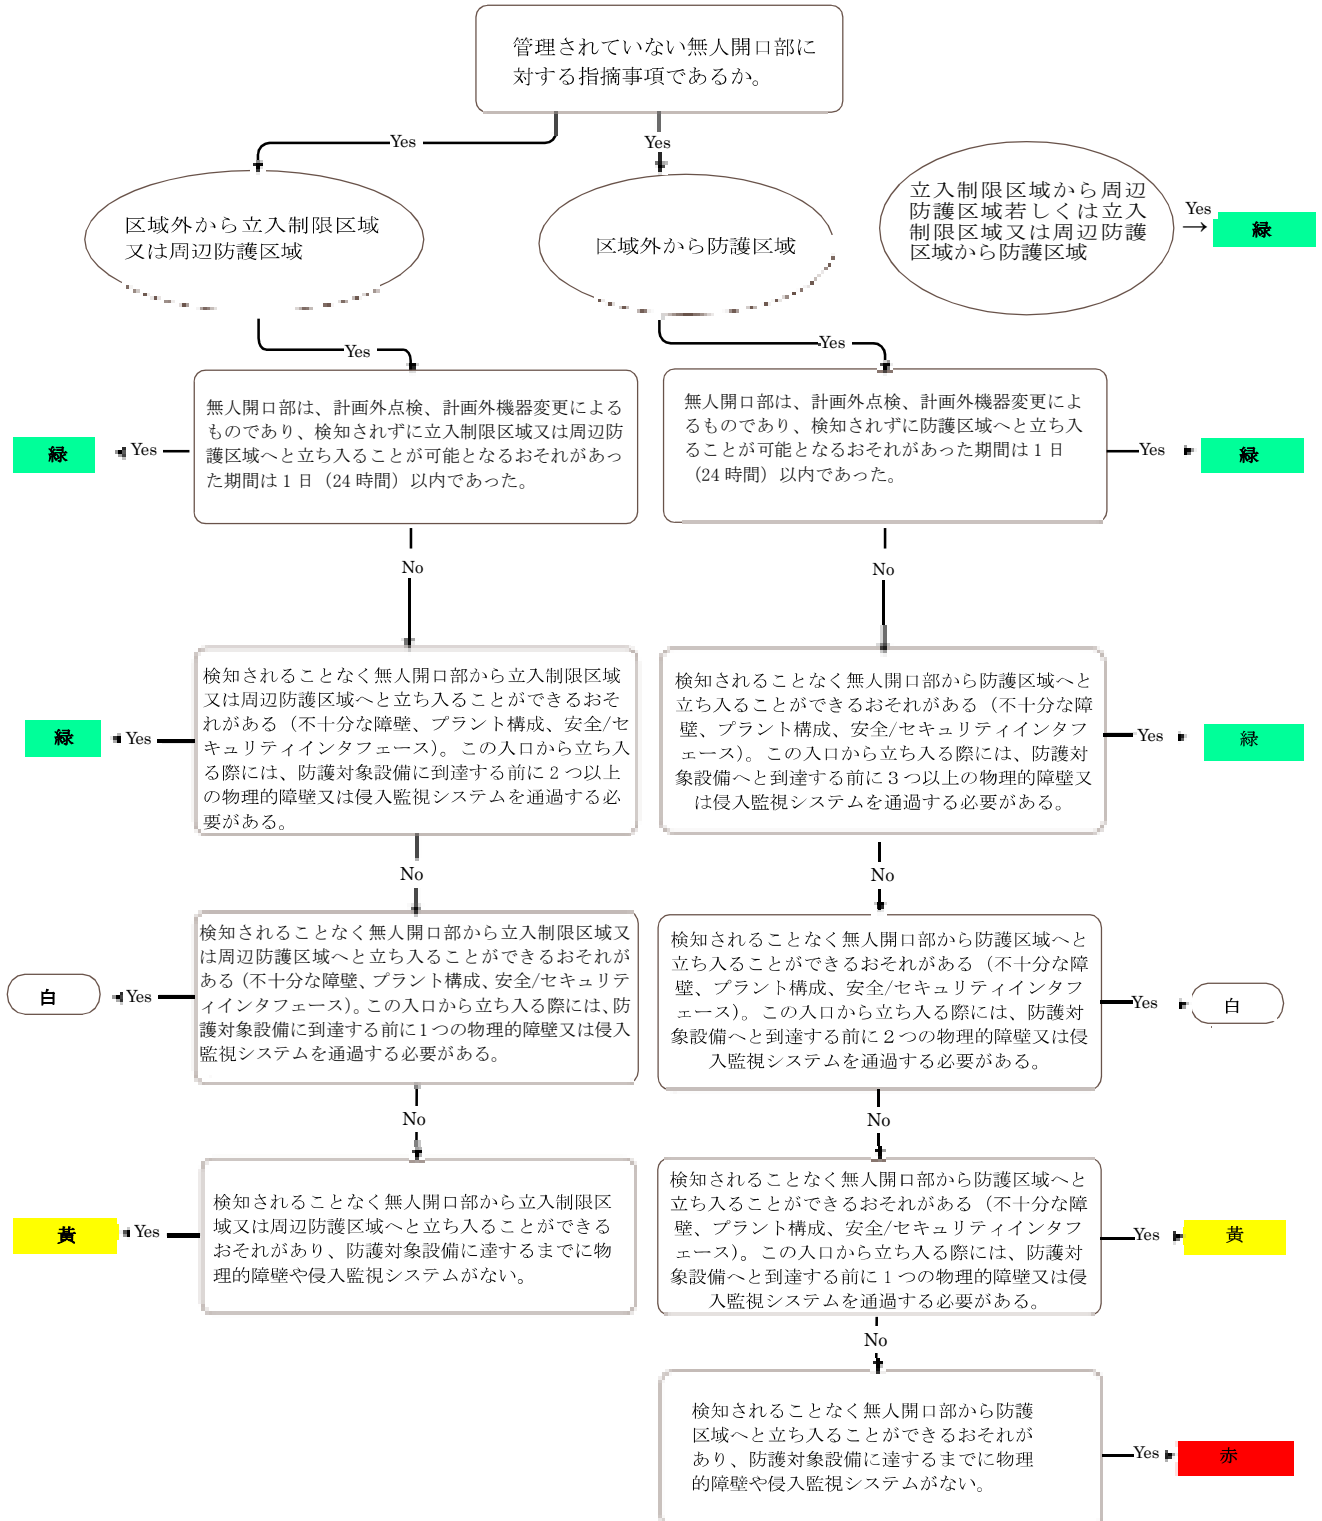 管理されていない無人開口部に
対する指摘事項であるか。
Yes
Yes
区域外から立入制限区域
又は周辺防護区域
区域外から防護区域
立入制限区域から周辺
防護区域若しくは立入
制限区域又は周辺防護
区域から防護区域
Yes
緑
Yes
Yes
無人開口部は、計画外点検、計画外機器変更による
ものであり、検知されずに立入制限区域又は周辺防
護区域へと立ち入ることが可能となるおそれがあっ
た期間は 1 日（24 時間）以内であった。
Yes
緑
無人開口部は、計画外点検、計画外機器変更によ
るものであり、検知されずに防護区域へと立ち入
ることが可能となるおそれがあった期間は 1 日
（24 時間）以内であった。
Yes
緑
No
No
検知されることなく無人開口部から立入制限区域
又は周辺防護区域へと立ち入ることができるおそ
れがある（不十分な障壁、プラント構成、安全/セ
キュリティインタフェース）。この入口から立ち入
る際には、防護対象設備に到達する前に 2 つ以上
の物理的障壁又は侵入監視システムを通過する必
要がある。
Yes
緑
検知されることなく無人開口部から防護区域へと
立ち入ることができるおそれがある（不十分な障
壁、プラント構成、安全/セキュリティインタフ
ェース）。この入口から立ち入る際には、防護対
象設備へと到達する前に 3 つ以上の物理的障壁又
は侵入監視システムを通過する必要がある。
Yes
緑
No
No
検知されることなく無人開口部から立入制限区域又
は周辺防護区域へと立ち入ることができるおそれが
ある（不十分な障壁、プラント構成、安全/セキュリテ
ィインタフェース）。この入口から立ち入る際には、防
護対象設備に到達する前に1つの物理的障壁又は侵入
監視システムを通過する必要がある。
Yes
白
検知されることなく無人開口部から防護区域へと
立ち入ることができるおそれがある（不十分な障
壁、プラント構成、安全/セキュリティインタフ
ェース）。この入口から立ち入る際には、防護対
象設備へと到達する前に 2 つの物理的障壁又は侵
入監視システムを通過する必要がある。
Yes
白
No
No
検知されることなく無人開口部から立入制限区
域又は周辺防護区域へと立ち入ることができる
おそれがあり、防護対象設備に達するまでに物
理的障壁や侵入監視システムがない。
Yes
黃
検知されることなく無人開口部から防護区域へと
立ち入ることができるおそれがある（不十分な障
壁、プラント構成、安全/セキュリティインタフ
ェース）。この入口から立ち入る際には、防護対
象設備へと到達する前に 1 つの物理的障壁又は侵
入監視システムを通過する必要がある。
Yes
黃
No
検知されることなく無人開口部から防護
区域へと立ち入ることができるおそれが
あり、防護対象設備に達するまでに物理
的障壁や侵入監視システムがない。
Yes
赤